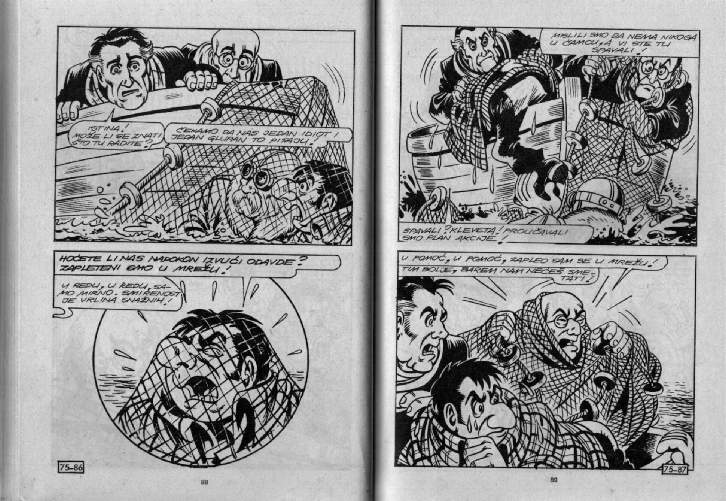 ISTINA!
MOŽE LI SE ZNATI
ŠTO TU RADITE?
ČEKAMO DA NAS JEDAN IDIOT I
JEDAN GLUPAN TO PITAJU!
HOĆETE LI NAS NAPOKON IZVUĆI ODAVDE?
ZAPLETENI SMO U MREŽU!
U REDU, U REDU, SA-
MO MIRNO. SMIRENOST
JE VRLINA SNAŽNIH!
75-86
88
MISLILI SMO DA NEMA NIKOGA
U ČAMCU, A VI STE TU
SPAVALI!
SPAVALI? KLEVETA! PROUČAVALI
SMO PLAN AKCIJE.
U POMOĆ, U POMOĆ, ZAPLEO SAM SE U MREŽU!
TIM BOLJE, BAREM NAM NEĆEŠ SME-
TATI!
75-87
89